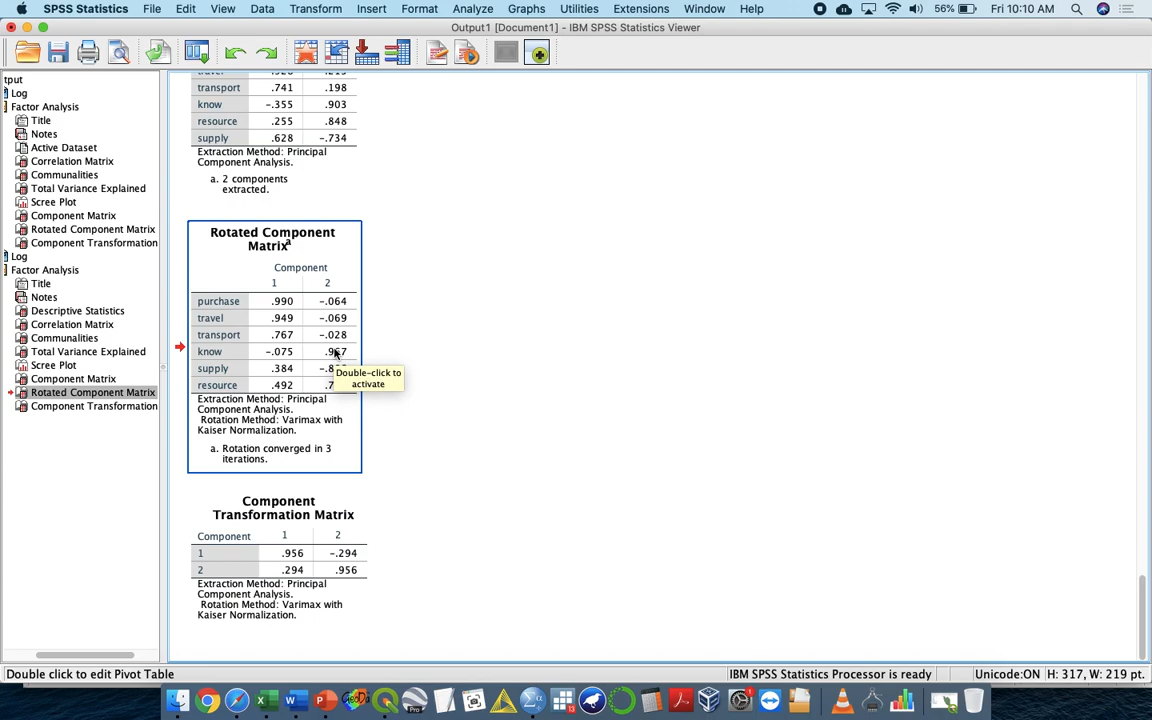 SPSS Statistics File Edit View Data Transform Insert Format Analyze Graphs Utilities Extensions Window Help 56% Fri 10:10 AM
Output1 [Document1] - IBM SPSS Statistics Viewer
tput
Log
Factor Analysis
Title
Notes
Active Dataset
Correlation Matrix
Communalities
Total Variance Explained
Scree Plot
Component Matrix
Rotated Component Matrix
Component Transformation
Log
Factor Analysis
Title
Notes
Descriptive Statistics
Correlation Matrix
Communalities
Total Variance Explained
Scree Plot
Component Matrix
Rotated Component Matrix
Component Transformation
transport .741 .198
know -.355 .903
resource .255 .848
supply .628 -.734
Extraction Method: Principal
Component Analysis.
a. 2 components
extracted.
Rotated Component
Matrixa
Component
1 2
purchase .990 -.064
travel .949 -.069
transport .767 -.028
know -.075
supply .384
resource .492
Double-click to
activate
Extraction Method: Principal
Component Analysis.
Rotation Method: Varimax with
Kaiser Normalization.
a. Rotation converged in 3
iterations.
Component
Transformation Matrix
Component 1 2
1 .956 -.294
2 .294 .956
Extraction Method: Principal
Component Analysis.
Rotation Method: Varimax with
Kaiser Normalization.
Double click to edit Pivot Table
IBM SPSS Statistics Processor is ready
Unicode:ON H: 317, W: 219 pt.